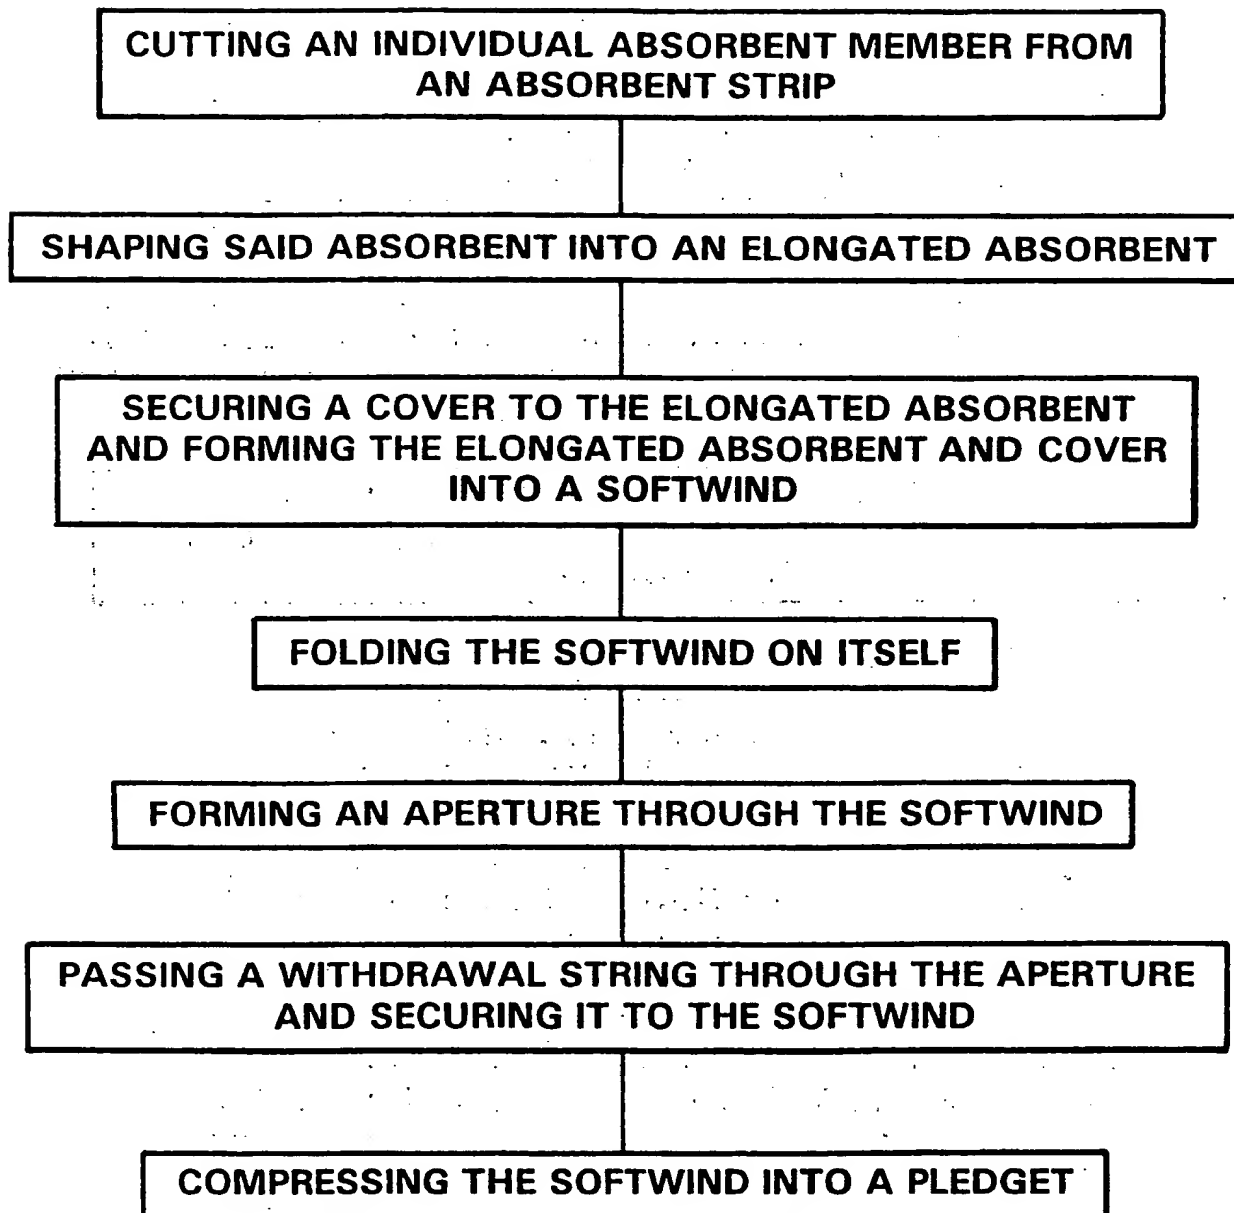 CUTTING AN INDIVIDUAL ABSORBENT MEMBER FROM
AN ABSORBENT STRIP
SHAPING SAID ABSORBENT INTO AN ELONGATED ABSORBENT
SECURING A COVER TO THE ELONGATED ABSORBENT
AND FORMING THE ELONGATED ABSORBENT AND COVER
INTO A SOFTWIND
FOLDING THE SOFTWIND ON ITSELF
FORMING AN APERTURE THROUGH THE SOFTWIND
PASSING A WITHDRAWAL STRING THROUGH THE APERTURE
AND SECURING IT TO THE SOFTWIND
COMPRESSING THE SOFTWIND INTO A PLEDGET